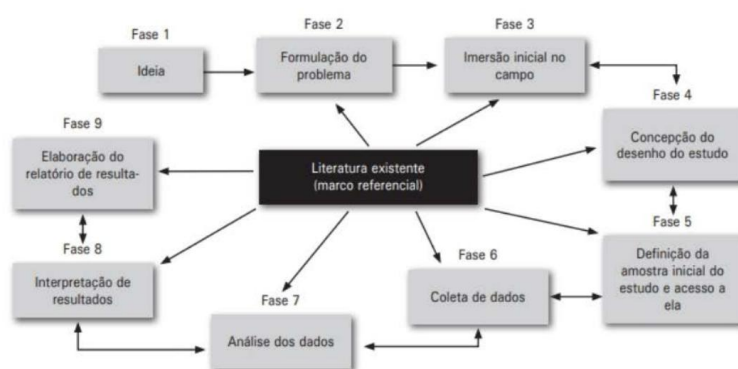 Fase 1
Ideia
Fase 2
Formulação do
problema
Fase 3
Imersão inicial no
campo
Fase 4
Concepção do
desenho do estudo
Fase 5
Definição da
amostra inicial do
estudo e acesso a
ela
Fase 6
Coleta de dados
Fase 7
Análise dos dados
Fase 8
Interpretação de
resultados
Fase 9
Elaboração do
relatório de resulta-
dos
Literatura existente
(marco referencial)